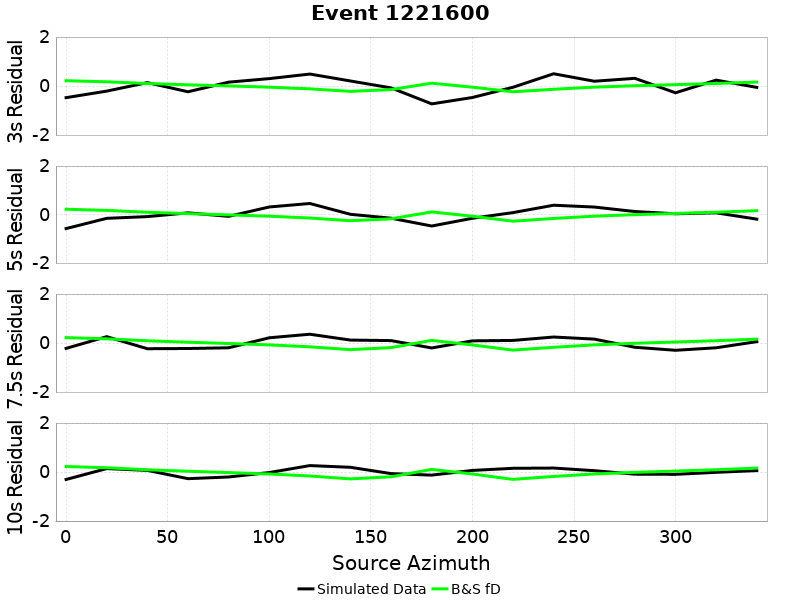 Event 1221600
2
0
-2
3s Residual
2
0
-2
5s Residual
2
0
-2
7.5s Residual
2
0
-2
10s Residual
0 50 100 150 200 250 300
Source Azimuth
Simulated Data B&S fD